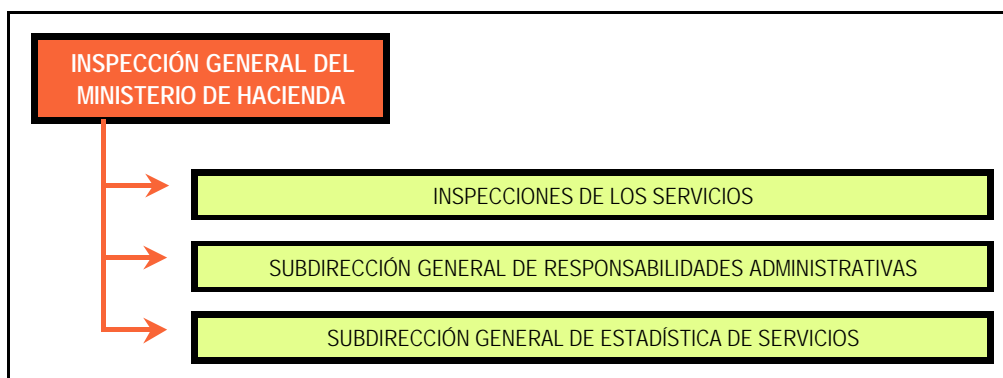 INSPECCIÓN GENERAL DEL
MINISTERIO DE HACIENDA
INSPECCIONES DE LOS SERVICIOS
SUBDIRECCIÓN GENERAL DE RESPONSABILIDADES ADMINISTRATIVAS
SUBDIRECCIÓN GENERAL DE ESTADÍSTICA DE SERVICIOS